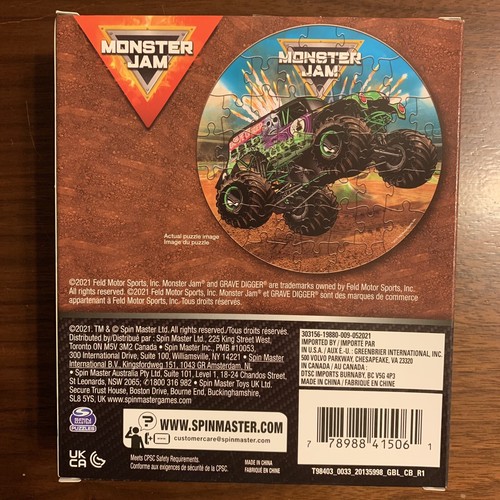 MONSTER
JAM
MONSTER
JAM
Actual puzzle image
Image du puzzle
©2021 Feld Motor Sports, Inc. Monster Jam® and GRAVE DIGGER® are trademarks owned by Feld Motor Sports, Inc.
All rights reserved. ©2021 Feld Motor Sports, Inc. Monster Jam® et GRAVE DIGGER® sont des marques de commerce
appartenant à Feld Motor Sports, Inc. Tous droits réservés.
©2021. TM & © Spin Master Ltd. All rights reserved./Tous droits réservés.
Distributed by/Distribué par : Spin Master Ltd., 225 King Street West,
Toronto ON M5V 3M2 Canada • Spin Master Inc., PMB #10053,
300 International Drive, Suite 100, Williamsville, NY 14221 • Spin Master
International B.V., Kingsfordweg 151, 1043 GR Amsterdam, NL •
Spin Master Australia Pty Ltd, Suite 101, Level 1, 18-24 Chandos Street,
St Leonards, NSW 2065; ✆1800 316 982 • Spin Master Toys UK Ltd.
Secure Trust House, Boston Drive, Bourne End, Buckinghamshire,
SL8 5YS, UK • www.spinmastergames.com
303156-19880-009-052021
IMPORTED BY / IMPORTÉ PAR
IN U.S.A. / AUX É.-U. : GREENBRIER INTERNATIONAL, INC.
500 VOLVO PARKWAY, CHESAPEAKE, VA 23320
IN CANADA / AU CANADA:
DTSC IMPORTS, BURNABY, BC V5G 4P3
MADE IN CHINA / FABRIQUÉ EN CHINE
SPIN
MASTER
PUZZLES
WWW.SPINMASTER.COM
customercare@spinmaster.com
UK
CA
Meets CPSC Safety Requirements.
Conforme aux exigences de sécurité de la CPSC.
MADE IN CHINA
FABRIQUÉ EN CHINE
7 78988 41506 1
T98403_0033_20135998_GBL_CB_R1